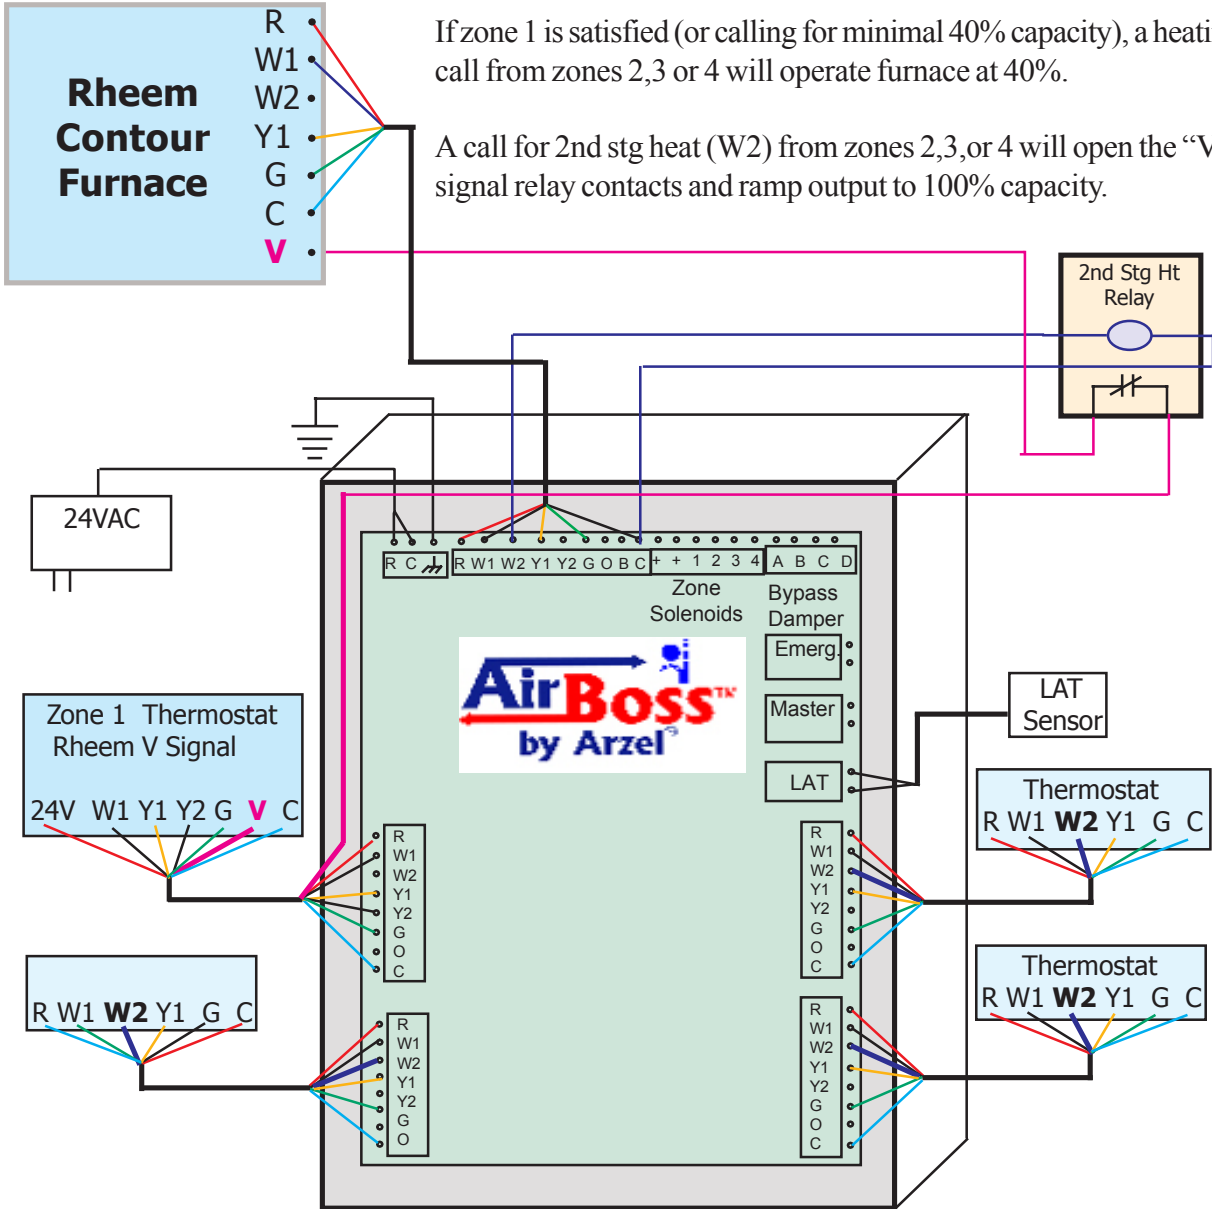 R
W1
W2
Y1
G
C
V
Rheem
Contour
Furnace
If zone 1 is satisfied (or calling for minimal 40% capacity), a heati
call from zones 2,3 or 4 will operate furnace at 40%.
A call for 2nd stg heat (W2) from zones 2,3,or 4 will open the “V
signal relay contacts and ramp output to 100% capacity.
2nd Stg Ht
Relay
24VAC
R C
R W1 W2 Y1 Y2 G O B C + + 1 2 3 4 A B C D
Zone
Solenoids
Bypass
Damper
Emerg.
Master
LAT
AirBoss™
by Arzel
LAT
Sensor
Zone 1 Thermostat
Rheem V Signal
24V W1 Y1 Y2 G V C
R
W1
W2
Y1
Y2
G
O
C
R
W1
W2
Y1
Y2
G
O
C
Thermostat
R W1 W2 Y1 G C
R W1 W2 Y1 G C
R
W1
W2
Y1
Y2
G
O
R
W1
W2
Y1
Y2
G
O
C
Thermostat
R W1 W2 Y1 G C